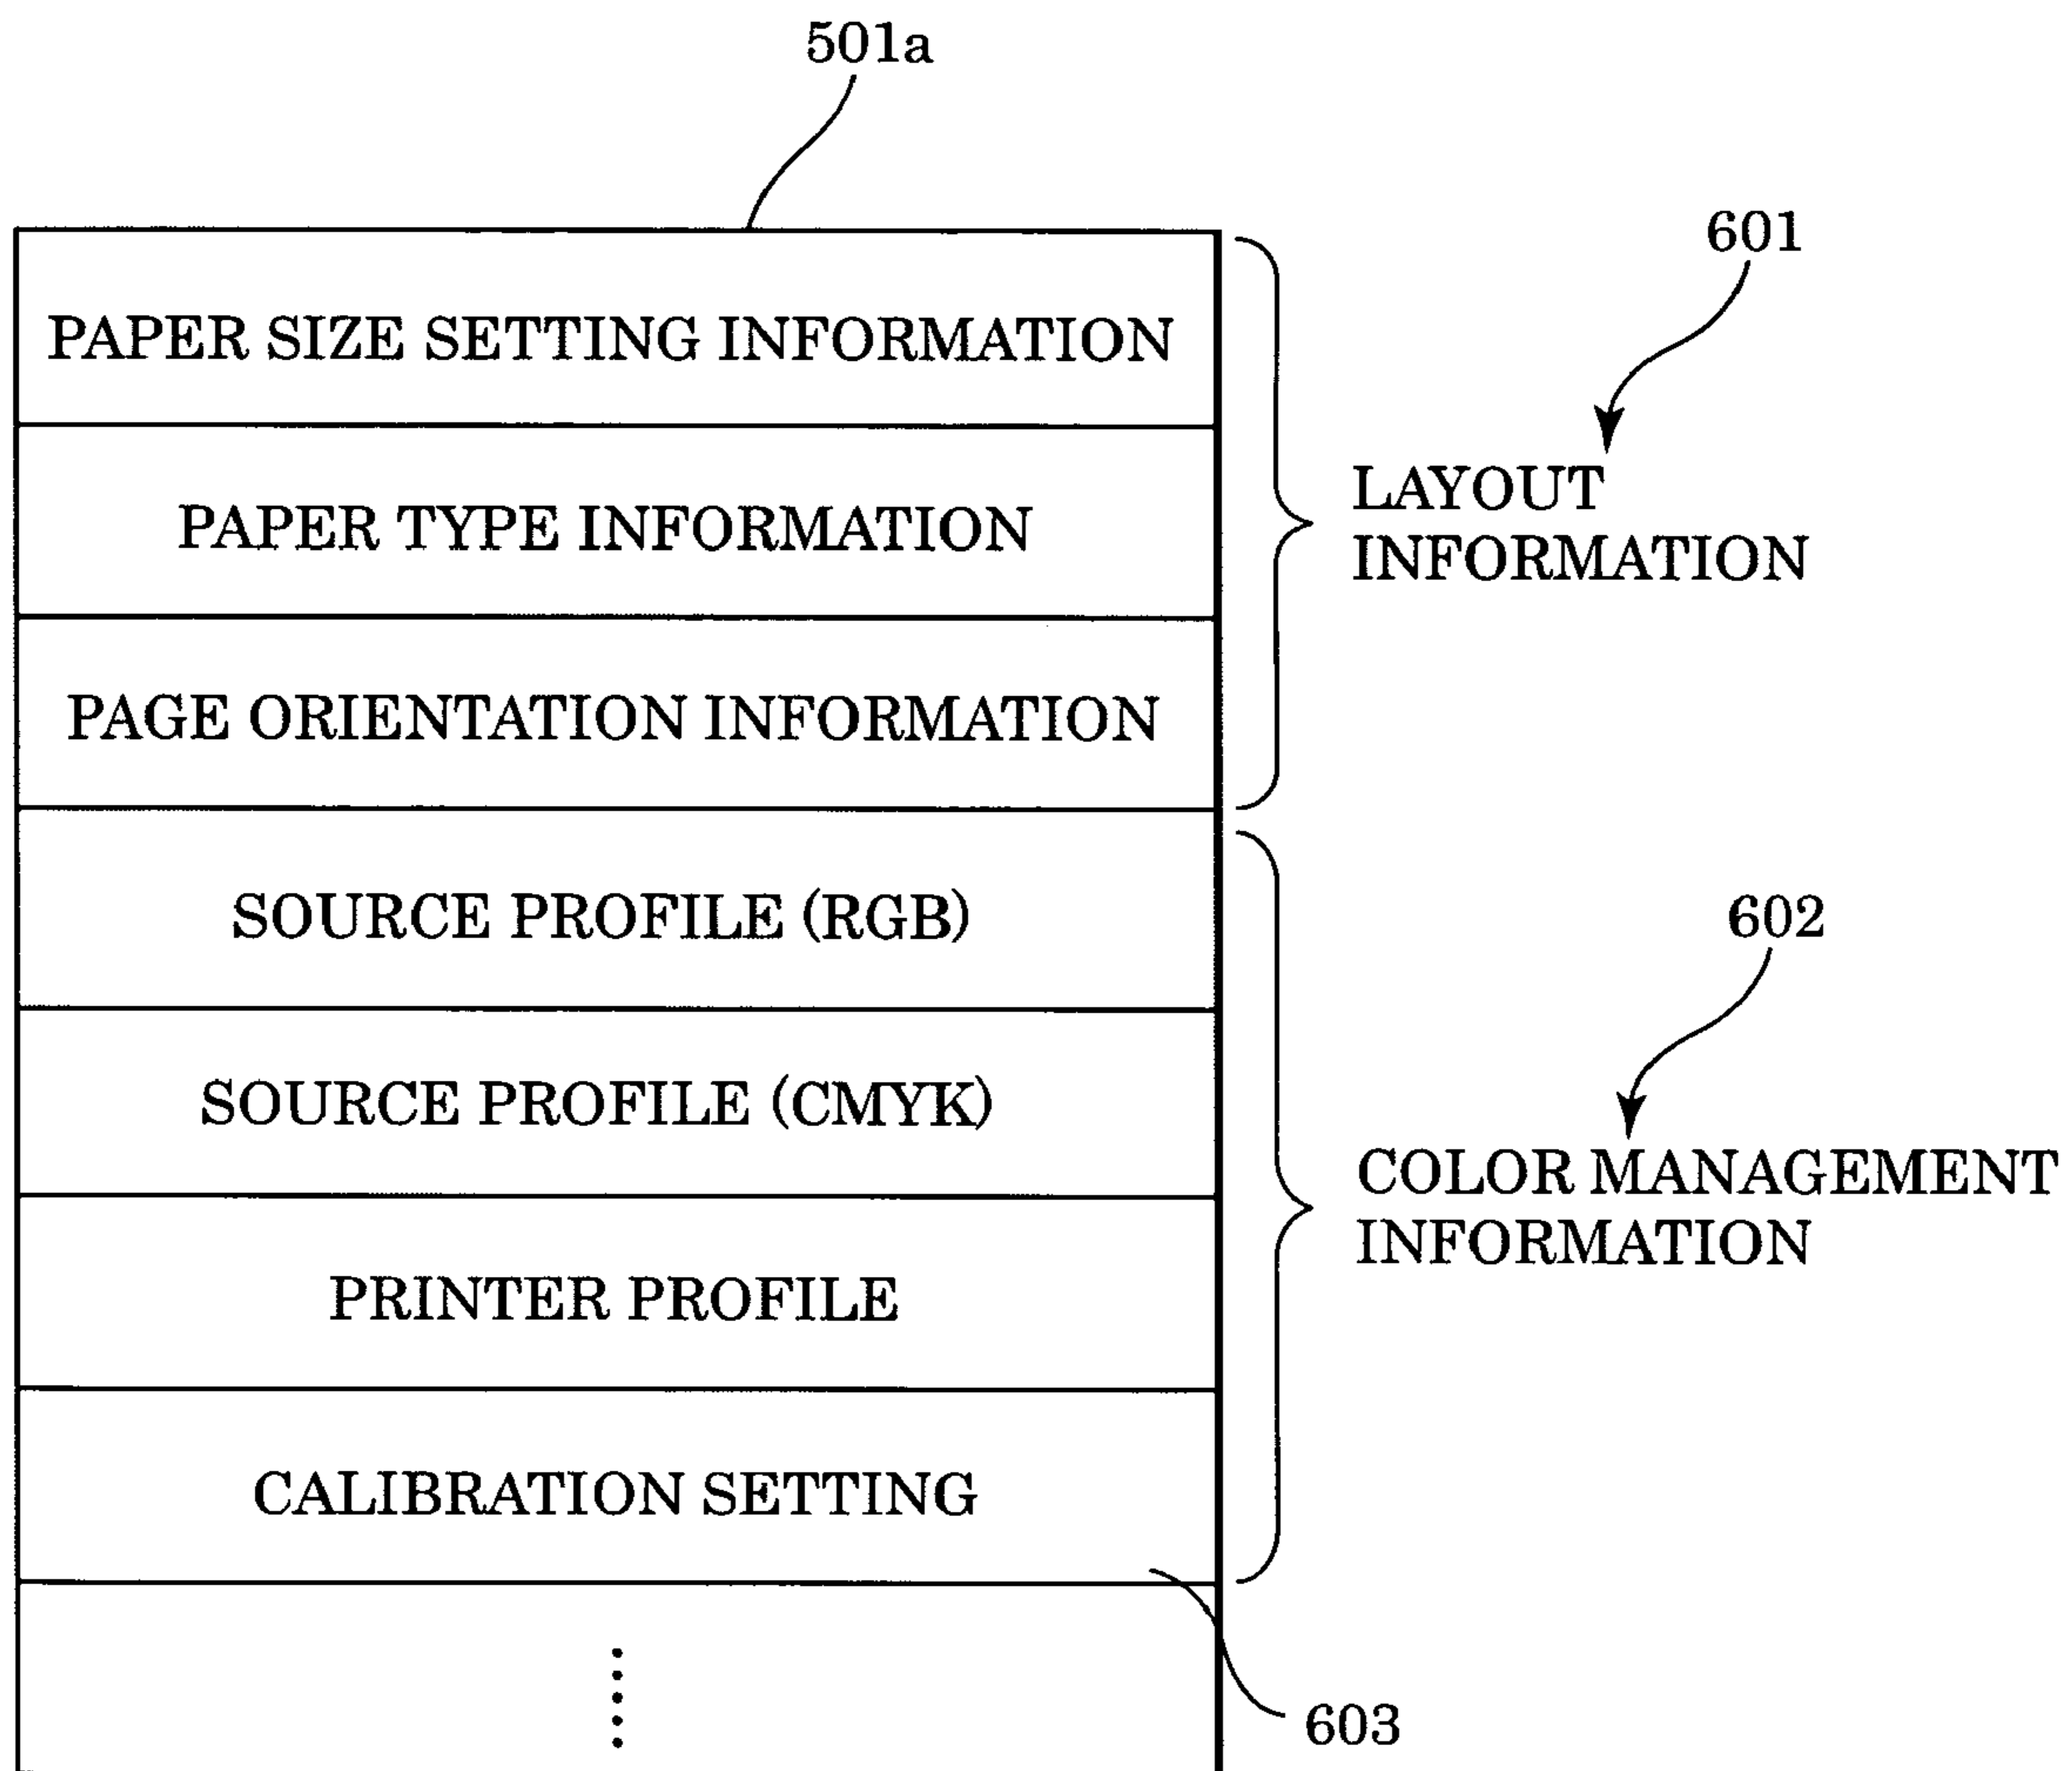 501a
PAPER SIZE SETTING INFORMATION
PAPER TYPE INFORMATION
PAGE ORIENTATION INFORMATION
601
LAYOUT
INFORMATION
SOURCE PROFILE (RGB)
SOURCE PROFILE (CMYK)
PRINTER PROFILE
CALIBRATION SETTING
602
COLOR MANAGEMENT
INFORMATION
603